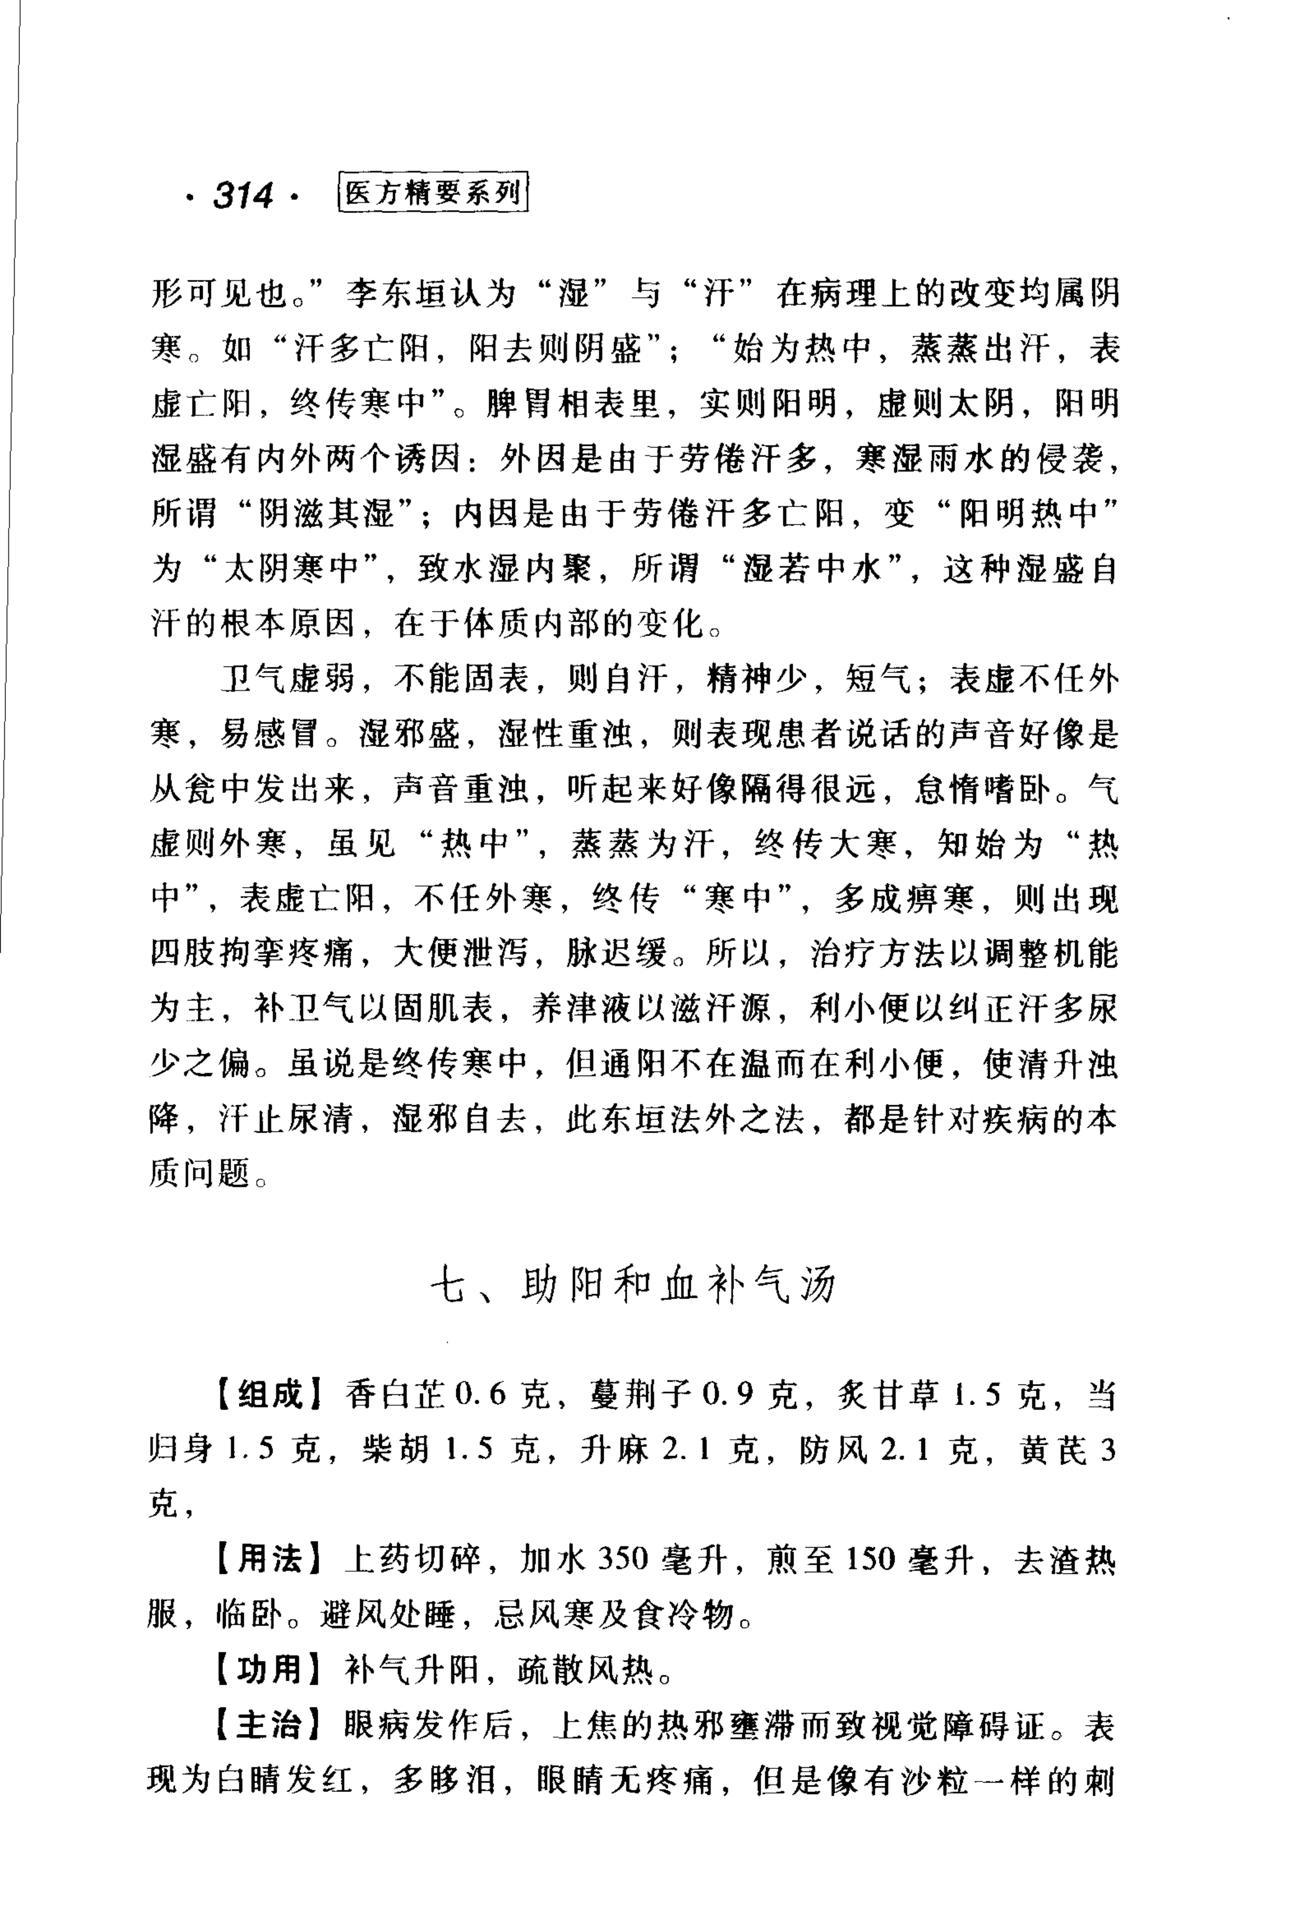 ·314· 医方精要系列
形可见也。”李东垣认为“湿”与“汗”在病理上的改变均属阴
寒。如“汗多亡阳，阳去则阴盛”；“始为热中，蒸蒸出汗，表
虚亡阳，终传寒中”。脾胃相表里，实则阳明，虚则太阴，阳明
湿盛有内外两个诱因：外因是由于劳倦汗多，寒湿雨水的侵袭，
所谓“阴滋其湿”；内因是由于劳倦汗多亡阳，变“阳明热中”
为“太阴寒中”，致水湿内聚，所谓“湿若中水”，这种湿盛自
汗的根本原因，在于体质内部的变化。
卫气虚弱，不能固表，则自汗，精神少，短气；表虚不任外
寒，易感冒。湿邪盛，湿性重浊，则表现患者说话的声音好像是
从瓮中发出来，声音重浊，听起来好像隔得很远，怠惰嗜卧。气
虚则外寒，虽见“热中”，蒸蒸为汗，终传大寒，知始为“热
中”，表虚亡阳，不任外寒，终传“寒中”，多成痹寒，则出现
四肢拘挛疼痛，大便泄泻，脉迟缓。所以，治疗方法以调整机能
为主，补卫气以固肌表，养津液以滋汗源，利小便以纠正汗多尿
少之偏。虽说是终传寒中，但通阳不在温而在利小便，使清升浊
降，汗止尿清，湿邪自去，此东垣法外之法，都是针对疾病的本
质问题。
七、助阳和血补气汤
【组成】香白芷0.6克，蔓荆子0.9克，炙甘草1.5克，当
归身1.5克，柴胡1.5克，升麻2.1克，防风2.1克，黄芪3
克，
【用法】上药切碎，加水350毫升，煎至150毫升，去渣热
服，临卧。避风处睡，忌风寒及食冷物。
【功用】补气升阳，疏散风热。
【主治】眼病发作后，上焦的热邪壅滞而致视觉障碍证。表
现为白睛发红，多眵泪，眼睛无疼痛，但是像有沙粒一样的刺